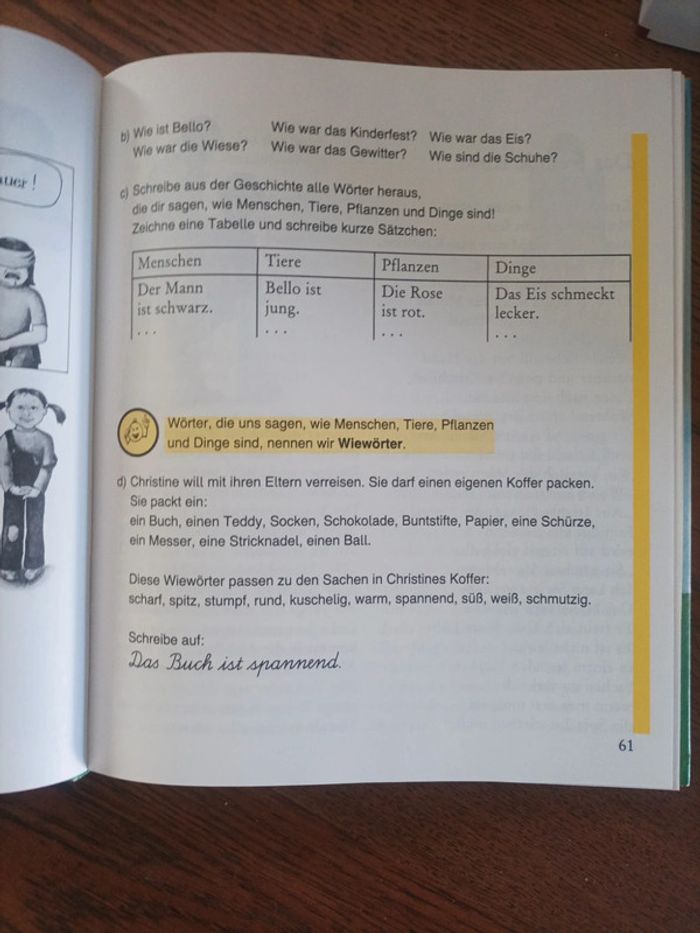 auer!
b) Wie ist Bello? Wie war das Kinderfest? Wie war das Eis?
Wie war die Wiese? Wie war das Gewitter? Wie sind die Schuhe?
c) Schreibe aus der Geschichte alle Wörter heraus,
die dir sagen, wie Menschen, Tiere, Pflanzen und Dinge sind!
Zeichne eine Tabelle und schreibe kurze Sätzchen:
Menschen Tiere Pflanzen Dinge
Der Mann Bello ist Die Rose Das Eis schmeckt
ist schwarz. jung. ist rot. lecker.
. . . . . . . . . . . .
Wörter, die uns sagen, wie Menschen, Tiere, Pflanzen
und Dinge sind, nennen wir Wiewörter.
d) Christine will mit ihren Eltern verreisen. Sie darf einen eigenen Koffer packen.
Sie packt ein:
ein Buch, einen Teddy, Socken, Schokolade, Buntstifte, Papier, eine Schürze,
ein Messer, eine Stricknadel, einen Ball.
Diese Wiewörter passen zu den Sachen in Christines Koffer:
scharf, spitz, stumpf, rund, kuschelig, warm, spannend, süß, weiß, schmutzig.
Schreibe auf:
Das Buch ist spannend.
61